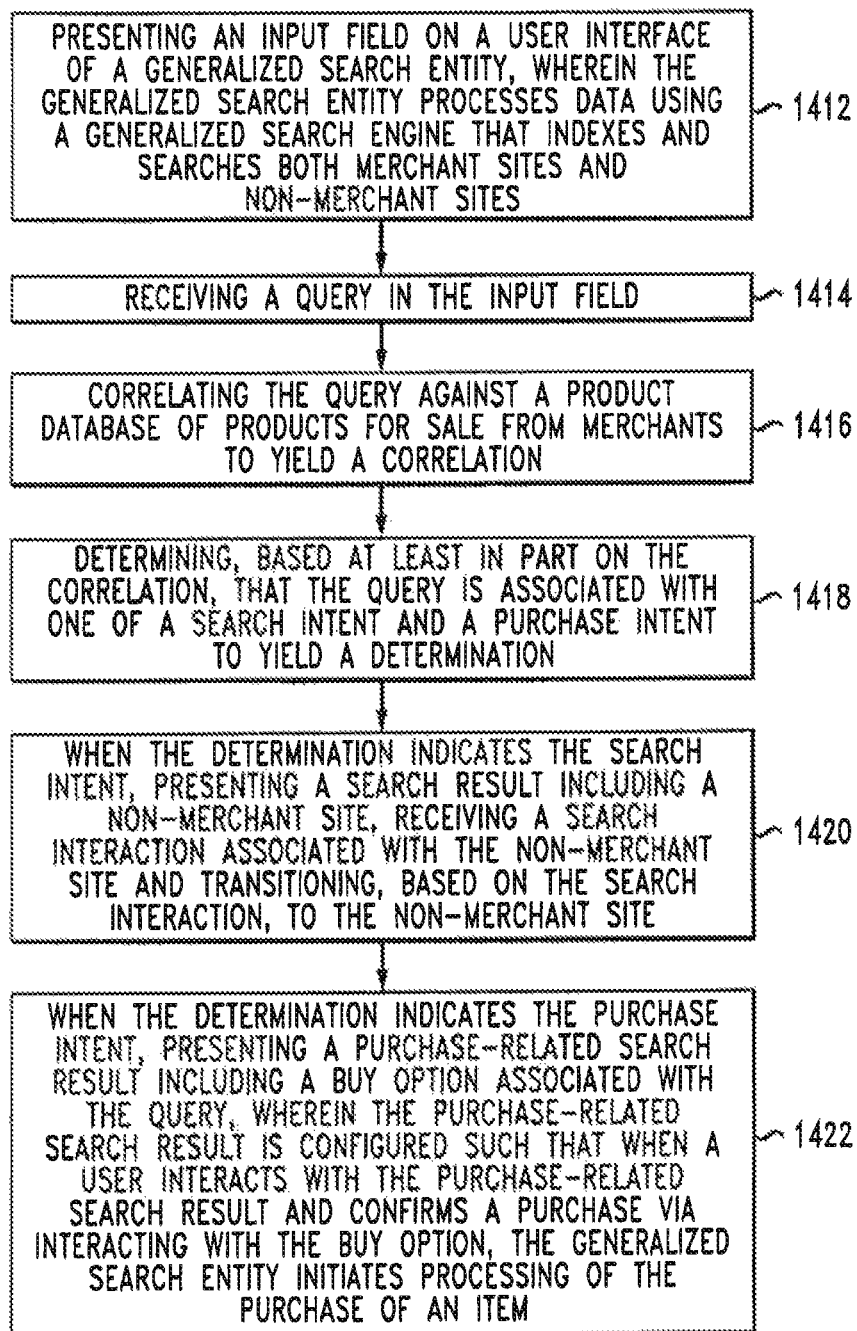 PRESENTING AN INPUT FIELD ON A USER INTERFACE
OF A GENERALIZED SEARCH ENTITY, WHEREIN THE
GENERALIZED SEARCH ENTITY PROCESSES DATA USING
A GENERALIZED SEARCH ENGINE THAT INDEXES AND
SEARCHES BOTH MERCHANT SITES AND
NON-MERCHANT SITES
1412
RECEIVING A QUERY IN THE INPUT FIELD
1414
CORRELATING THE QUERY AGAINST A PRODUCT
DATABASE OF PRODUCTS FOR SALE FROM MERCHANTS
TO YIELD A CORRELATION
1416
DETERMINING, BASED AT LEAST IN PART ON THE
CORRELATION, THAT THE QUERY IS ASSOCIATED WITH
ONE OF A SEARCH INTENT AND A PURCHASE INTENT
TO YIELD A DETERMINATION
1418
WHEN THE DETERMINATION INDICATES THE SEARCH
INTENT, PRESENTING A SEARCH RESULT INCLUDING A
NON-MERCHANT SITE, RECEIVING A SEARCH
INTERACTION ASSOCIATED WITH THE NON-MERCHANT
SITE AND TRANSITIONING, BASED ON THE SEARCH
INTERACTION, TO THE NON-MERCHANT SITE
1420
WHEN THE DETERMINATION INDICATES THE PURCHASE
INTENT, PRESENTING A PURCHASE-RELATED SEARCH
RESULT INCLUDING A BUY OPTION ASSOCIATED WITH
THE QUERY, WHEREIN THE PURCHASE-RELATED
SEARCH RESULT IS CONFIGURED SUCH THAT WHEN A
USER INTERACTS WITH THE PURCHASE-RELATED
SEARCH RESULT AND CONFIRMS A PURCHASE VIA
INTERACTING WITH THE BUY OPTION, THE GENERALIZED
SEARCH ENTITY INITIATES PROCESSING OF THE
PURCHASE OF AN ITEM
1422